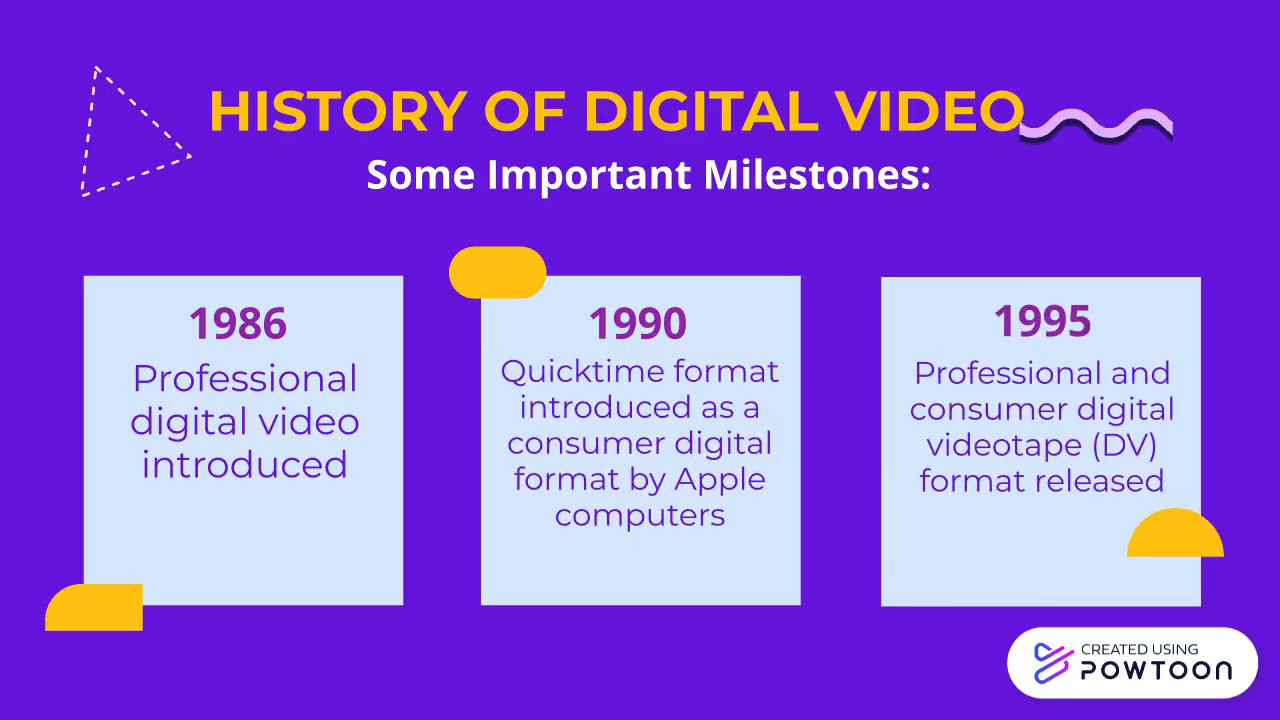 HISTORY OF DIGITAL VIDEO
Some Important Milestones:
1986
Professional
digital video
introduced
1990
Quicktime format
introduced as a
consumer digital
format by Apple
computers
1995
Professional and
consumer digital
videotape (DV)
format released
CREATED USING
POWTOON